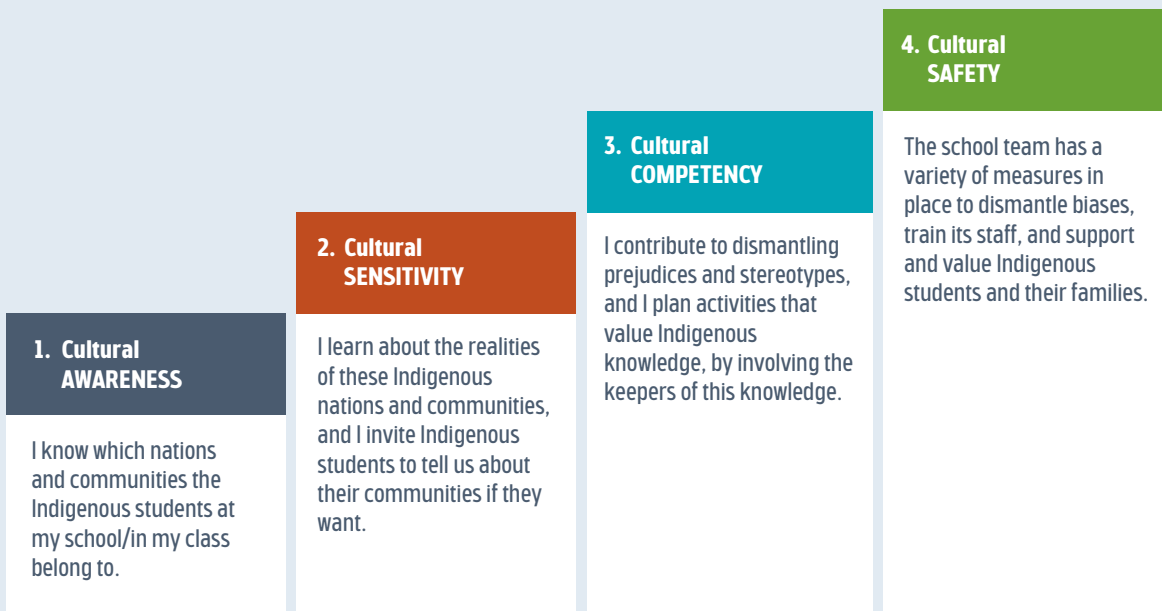 1. Cultural
AWARENESS
I know which nations
and communities the
Indigenous students at
my school/in my class
belong to.
2. Cultural
SENSITIVITY
I learn about the realities
of these Indigenous
nations and communities,
and I invite Indigenous
students to tell us about
their communities if they
want.
3. Cultural
COMPETENCY
I contribute to dismantling
prejudices and stereotypes,
and I plan activities that
value Indigenous
knowledge, by involving the
keepers of this knowledge.
4. Cultural
SAFETY
The school team has a
variety of measures in
place to dismantle biases,
train its staff, and support
and value Indigenous
students and their families.